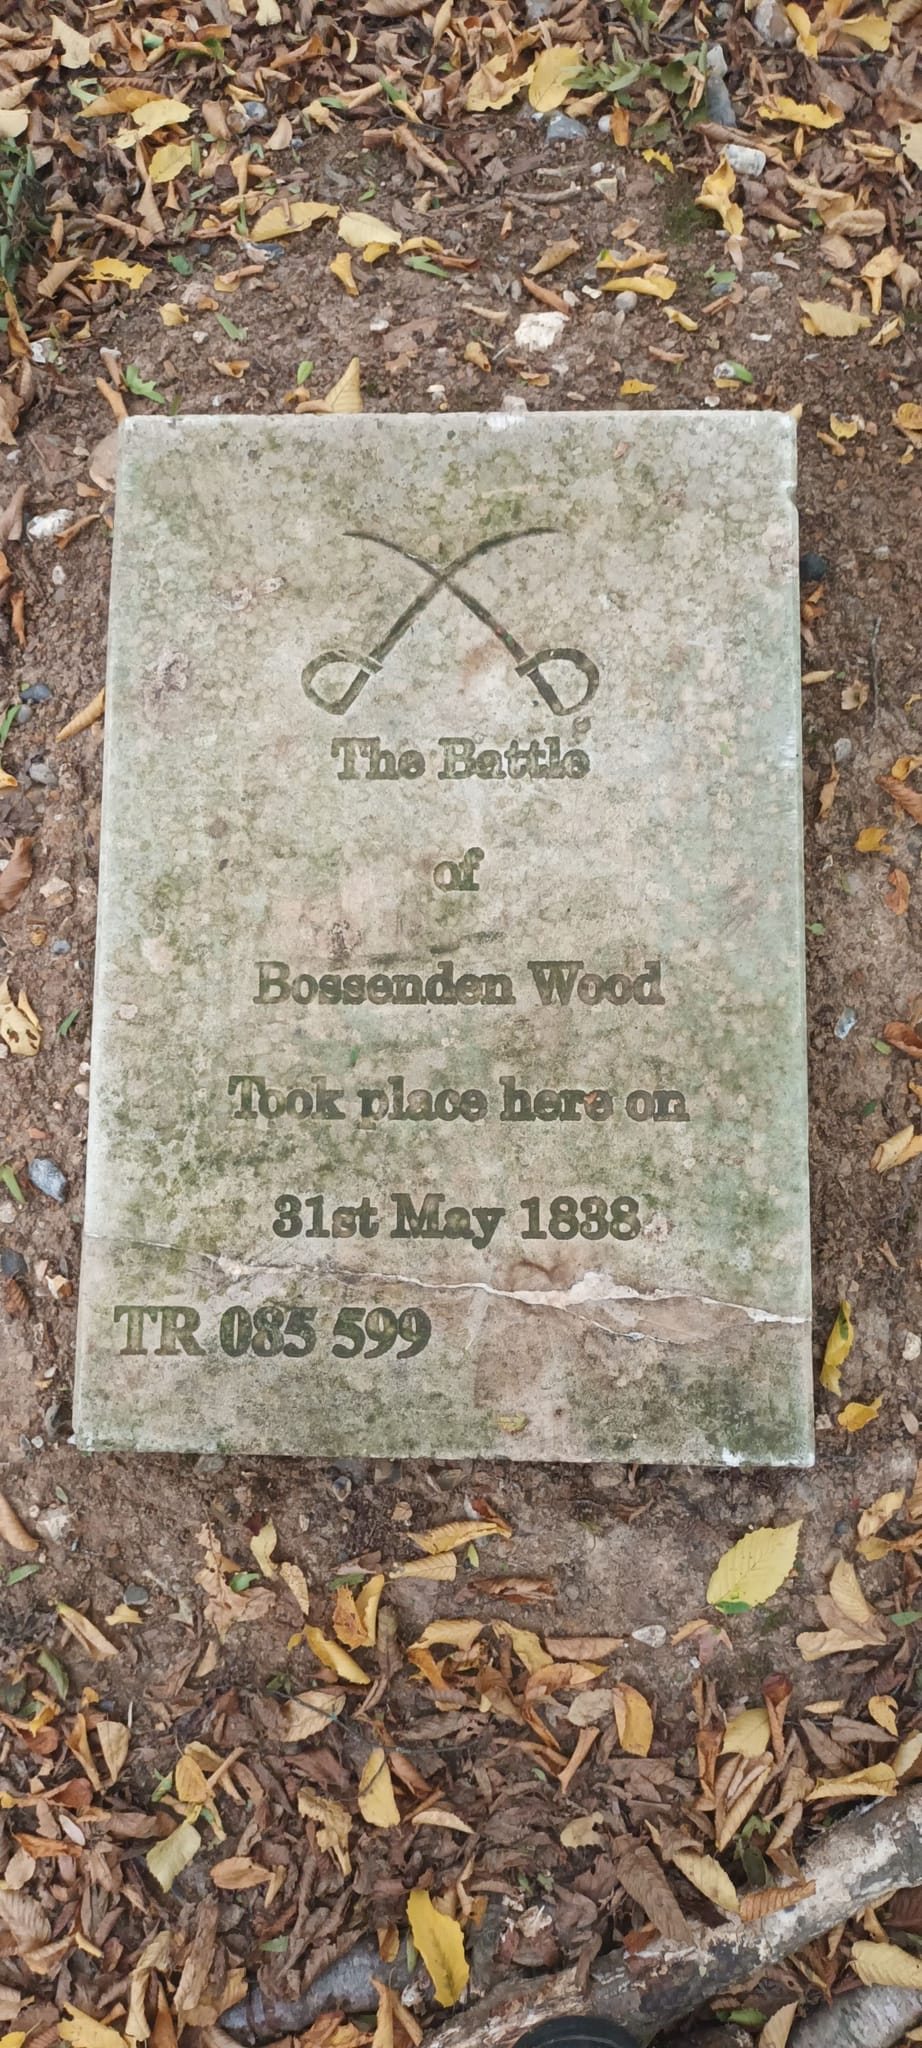 The Battle
of
Bossenden Wood
Took place here on
31st May 1838
TR 085 599